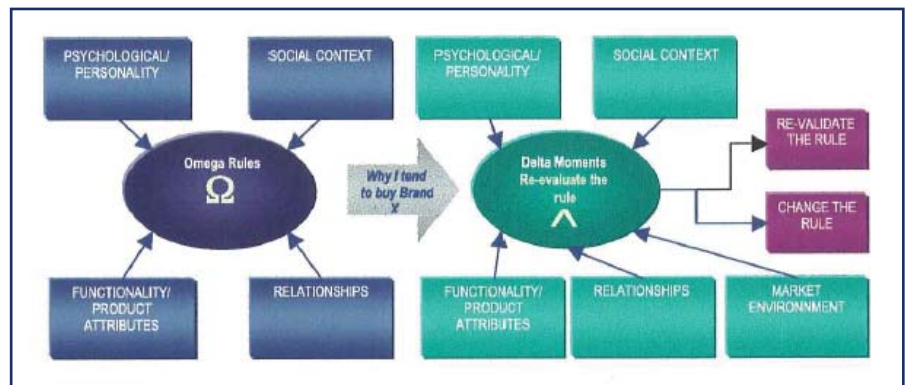 PSYCHOLOGICAL/
PERSONALITY
SOCIAL CONTEXT
PSYCHOLOGICAL/
PERSONALITY
SOCIAL CONTEXT
RE-VALIDATE
THE RULE
Omega Rules
Ω
Why I tend
to buy Brand
X
Delta Moments
Re-evaluate the
rule
Λ
CHANGE THE
RULE
FUNCTIONALITY/
PRODUCT
ATTRIBUTES
RELATIONSHIPS
FUNCTIONALITY/
PRODUCT
ATTRIBUTES
RELATIONSHIPS
MARKET
ENVIRONNMENT